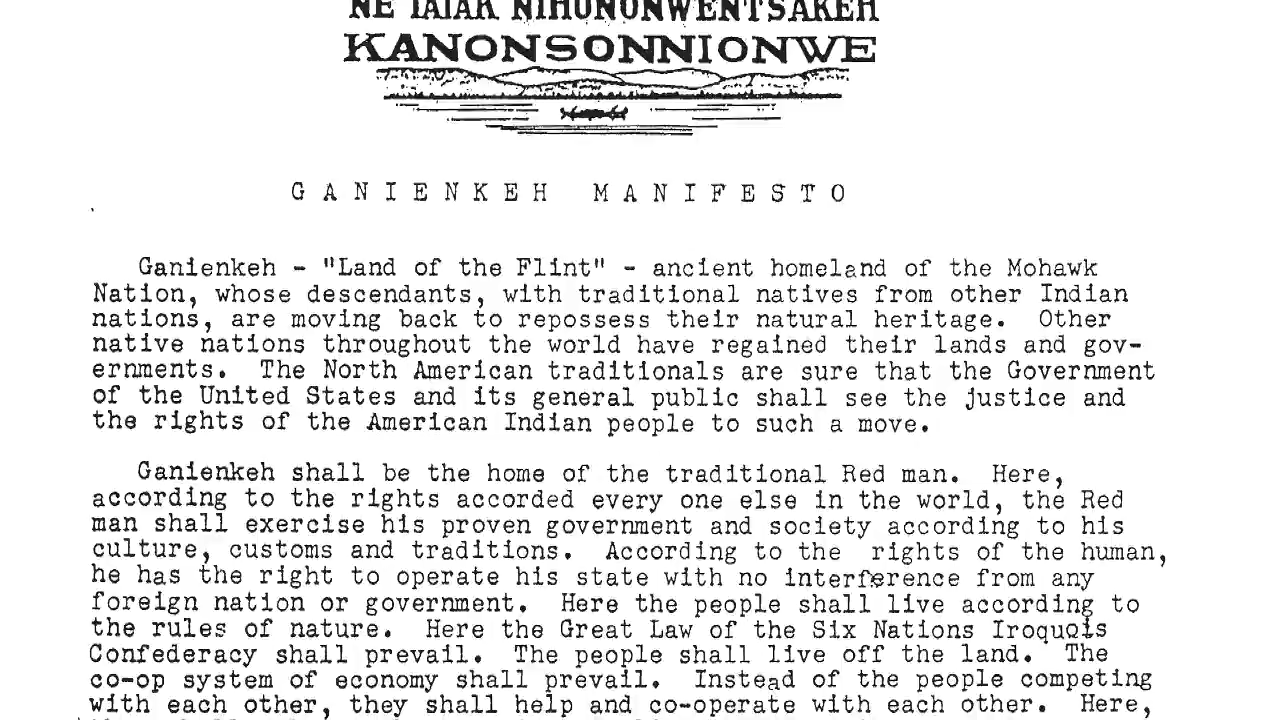 NE IAIAK NIHONONWENTSAKEH
KANONSONNIONWE
GANIENKEH MANIFESTO
Ganienkeh - "Land of the Flint" - ancient homeland of the Mohawk
Nation, whose descendants, with traditional natives from other Indian
nations, are moving back to repossess their natural heritage. Other
native nations throughout the world have regained their lands and gov-
ernments. The North American traditionals are sure that the Government
of the United States and its general public shall see the justice and
the rights of the American Indian people to such a move.
Ganienkeh shall be the home of the traditional Red man. Here,
according to the rights accorded every one else in the world, the Red
man shall exercise his proven government and society according to his
culture, customs and traditions. According to the rights of the human,
he has the right to operate his state with no interference from any
foreign nation or government. Here the people shall live according to
the rules of nature. Here the Great Law of the Six Nations Iroquois
Confederacy shall prevail. The people shall live off the land. The
co-op system of economy shall prevail. Instead of the people competing
with each other, they shall help and co-operate with each other. Here,